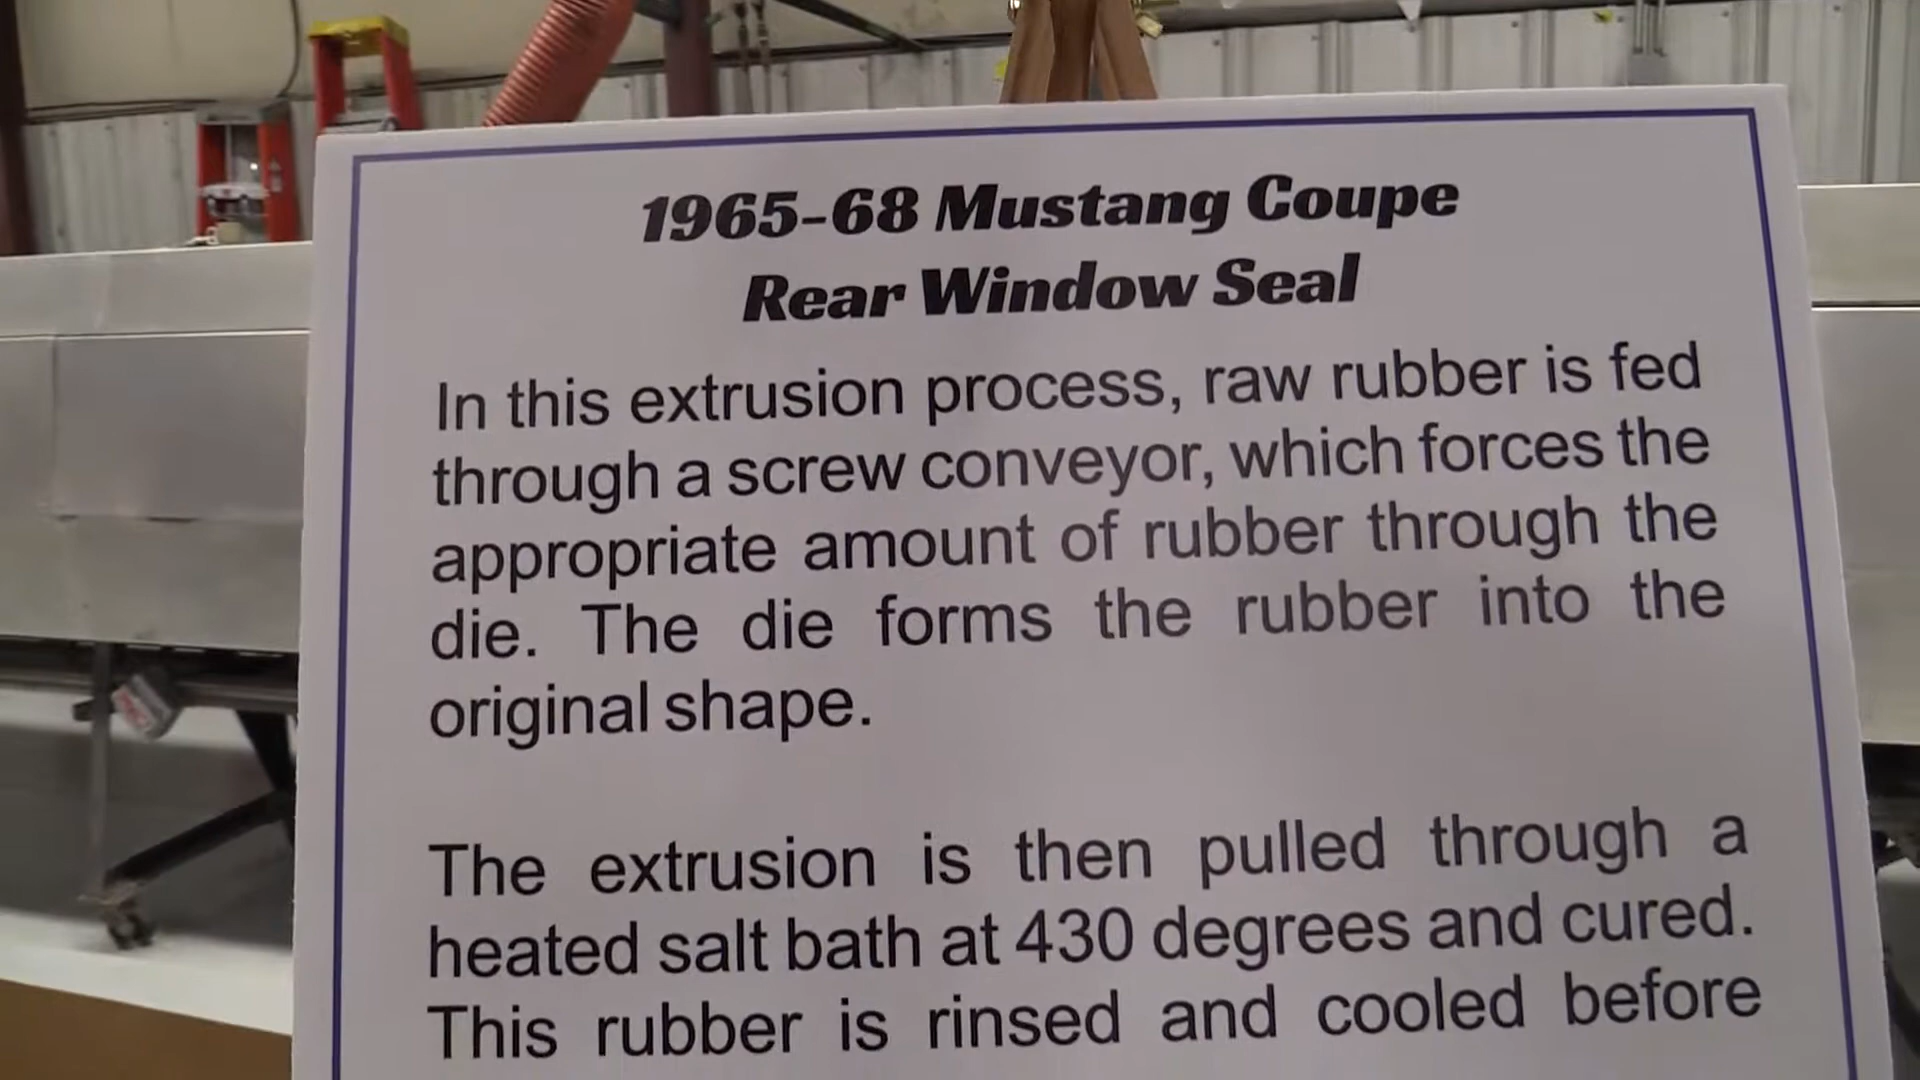 1965-68 Mustang Coupe
Rear Window Seal
In this extrusion process, raw rubber is fed
through a screw conveyor, which forces the
appropriate amount of rubber through the
die. The die forms the rubber into the
original shape.
The extrusion is then pulled through a
heated salt bath at 430 degrees and cured.
This rubber is rinsed and cooled before